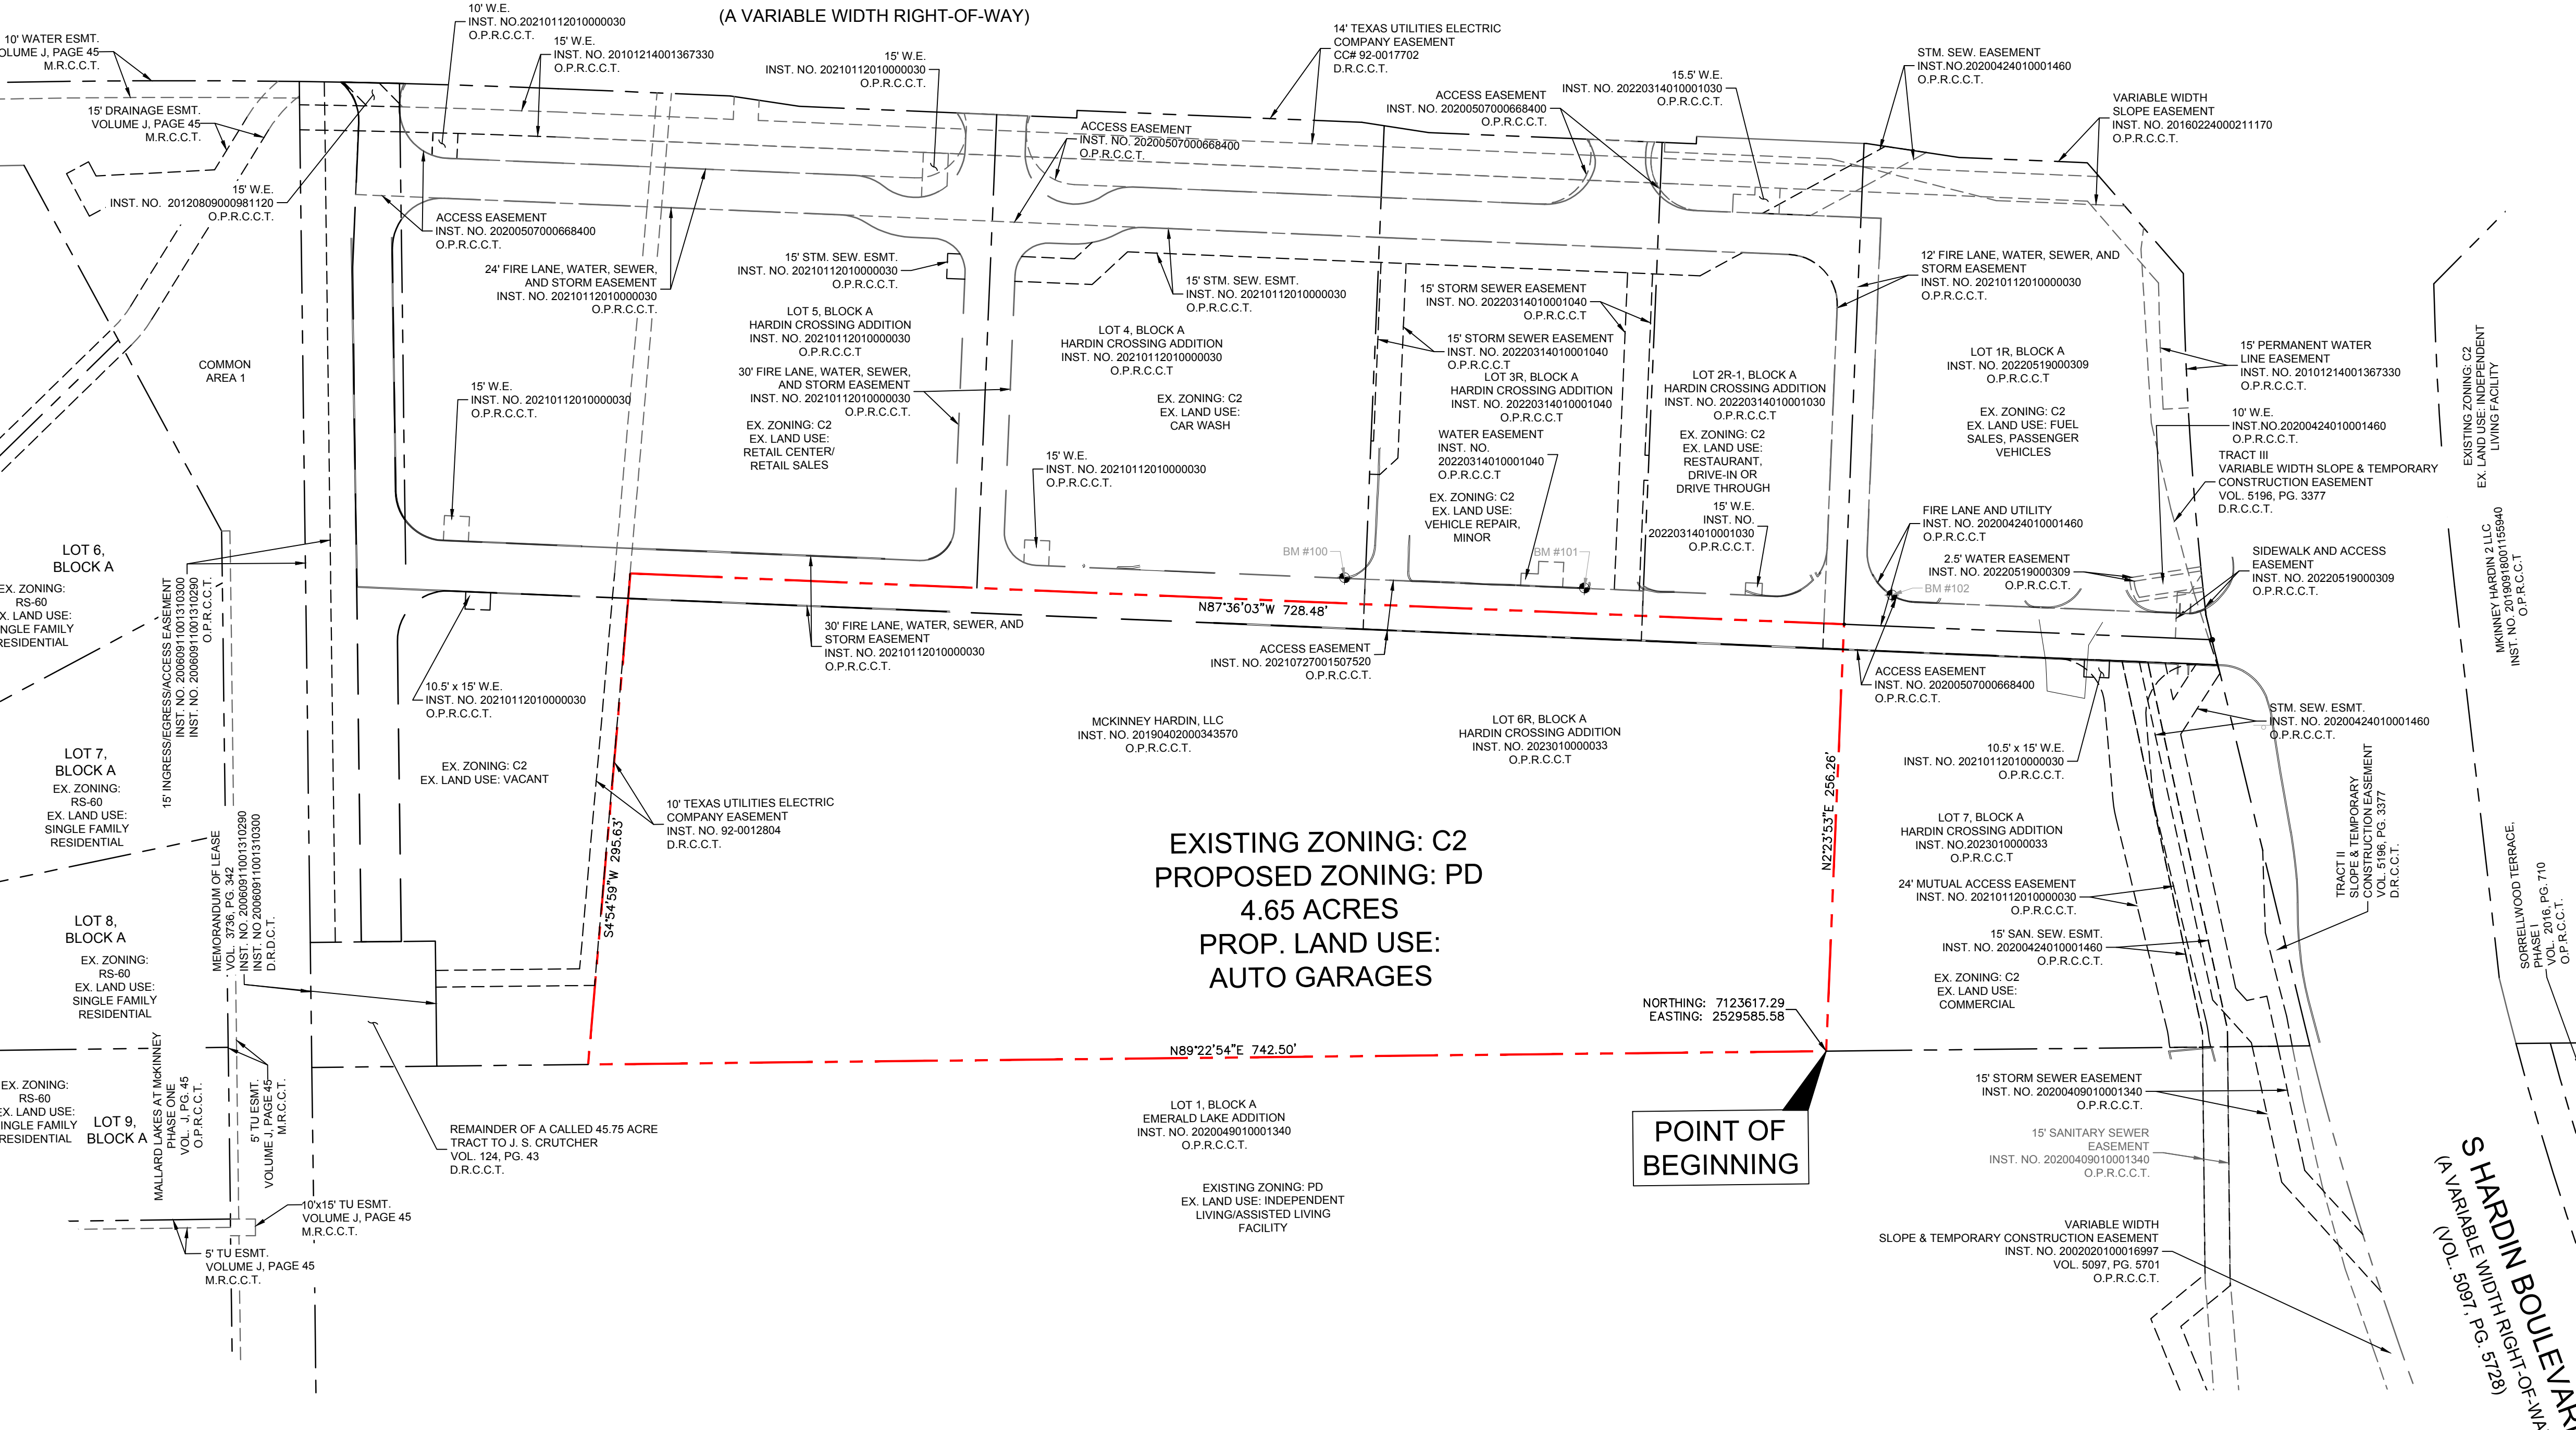 (A VARIABLE WIDTH RIGHT-OF-WAY)
10' WATER ESMT.
VOLUME J, PAGE 45
M.R.C.C.T.
10' W.E.
INST. NO.20210112010000030
O.P.R.C.C.T.
15' W.E.
INST. NO. 20101214001367330
O.P.R.C.C.T.
15' W.E.
INST. NO. 20210112010000030
O.P.R.C.C.T.
14' TEXAS UTILITIES ELECTRIC
COMPANY EASEMENT
CC# 92-0017702
D.R.C.C.T.
ACCESS EASEMENT
INST. NO. 20200507000668400
O.P.R.C.C.T.
15.5' W.E.
INST. NO. 20220314010001030
O.P.R.C.C.T.
STM. SEW. EASEMENT
INST.NO.20200424010001460
O.P.R.C.C.T.
VARIABLE WIDTH
SLOPE EASEMENT
INST. NO. 20160224000211170
O.P.R.C.C.T.
15' DRAINAGE ESMT.
VOLUME J, PAGE 45
M.R.C.C.T.
ACCESS EASEMENT
INST. NO. 20200507000668400
O.P.R.C.C.T.
15' W.E.
INST. NO. 20120809000981120
O.P.R.C.C.T.
ACCESS EASEMENT
INST. NO. 20200507000668400
O.P.R.C.C.T.
24' FIRE LANE, WATER, SEWER,
AND STORM EASEMENT
INST. NO. 20210112010000030
O.P.R.C.C.T.
15' STM. SEW. ESMT.
INST. NO. 20210112010000030
O.P.R.C.C.T.
15' STM. SEW. ESMT.
INST. NO. 20210112010000030
O.P.R.C.C.T.
15' STORM SEWER EASEMENT
INST. NO. 20220314010001040
O.P.R.C.C.T
12' FIRE LANE, WATER, SEWER, AND
STORM EASEMENT
INST. NO. 20210112010000030
O.P.R.C.C.T.
COMMON
AREA 1
LOT 5, BLOCK A
HARDIN CROSSING ADDITION
INST. NO. 20210112010000030
O.P.R.C.C.T
30' FIRE LANE, WATER, SEWER,
AND STORM EASEMENT
INST. NO. 20210112010000030
O.P.R.C.C.T.
EX. ZONING: C2
EX. LAND USE:
RETAIL CENTER/
RETAIL SALES
LOT 4, BLOCK A
HARDIN CROSSING ADDITION
INST. NO. 20210112010000030
O.P.R.C.C.T
EX. ZONING: C2
EX. LAND USE:
CAR WASH
15' STORM SEWER EASEMENT
INST. NO. 20220314010001040
O.P.R.C.C.T
LOT 3R, BLOCK A
HARDIN CROSSING ADDITION
INST. NO. 20220314010001040
O.P.R.C.C.T
WATER EASEMENT
INST. NO.
20220314010001040
O.P.R.C.C.T
EX. ZONING: C2
EX. LAND USE:
VEHICLE REPAIR,
MINOR
LOT 2R-1, BLOCK A
HARDIN CROSSING ADDITION
INST. NO. 20220314010001030
O.P.R.C.C.T
EX. ZONING: C2
EX. LAND USE:
RESTAURANT,
DRIVE-IN OR
DRIVE THROUGH
15' W.E.
INST. NO.
20220314010001030
O.P.R.C.C.T.
LOT 1R, BLOCK A
INST. NO. 20220519000309
O.P.R.C.C.T
EX. ZONING: C2
EX. LAND USE: FUEL
SALES, PASSENGER
VEHICLES
15' PERMANENT WATER
LINE EASEMENT
INST. NO. 20101214001367330
O.P.R.C.C.T.
10' W.E.
INST.NO.20200424010001460
O.P.R.C.C.T.
TRACT III
VARIABLE WIDTH SLOPE & TEMPORARY
CONSTRUCTION EASEMENT
VOL. 5196, PG. 3377
D.R.C.C.T.
EXISTING ZONING: C2
EX. LAND USE: INDEPENDENT
LIVING FACILITY
MKINNEY HARDIN 2 LLC
INST. NO. 20190918001155940
O.P.R.C.C.T
15' W.E.
INST. NO. 20210112010000030
O.P.R.C.C.T.
15' W.E.
INST. NO. 20210112010000030
O.P.R.C.C.T.
FIRE LANE AND UTILITY
INST. NO. 20200424010001460
O.P.R.C.C.T
2.5' WATER EASEMENT
INST. NO. 20220519000309
O.P.R.C.C.T.
SIDEWALK AND ACCESS
EASEMENT
INST. NO. 20220519000309
O.P.R.C.C.T.
BM #100
BM #101
BM #102
LOT 6,
BLOCK A
EX. ZONING:
RS-60
EX. LAND USE:
SINGLE FAMILY
RESIDENTIAL
15' INGRESS/EGRESS/ACCESS EASEMENT
INST. NO. 20060911001310300
INST. NO. 20060911001310290
O.P.R.C.C.T.
N87°36'03"W 728.48'
30' FIRE LANE, WATER, SEWER, AND
STORM EASEMENT
INST. NO. 20210112010000030
O.P.R.C.C.T.
ACCESS EASEMENT
INST. NO. 20210727001507520
O.P.R.C.C.T.
ACCESS EASEMENT
INST. NO. 20200507000668400
O.P.R.C.C.T.
10.5' x 15' W.E.
INST. NO. 20210112010000030
O.P.R.C.C.T.
MCKINNEY HARDIN, LLC
INST. NO. 20190402000343570
O.P.R.C.C.T.
LOT 6R, BLOCK A
HARDIN CROSSING ADDITION
INST. NO. 2023010000033
O.P.R.C.C.T
STM. SEW. ESMT.
INST. NO. 20200424010001460
O.P.R.C.C.T.
10.5' x 15' W.E.
INST. NO. 20210112010000030
O.P.R.C.C.T.
EX. ZONING: C2
EX. LAND USE: VACANT
LOT 7,
BLOCK A
EX. ZONING:
RS-60
EX. LAND USE:
SINGLE FAMILY
RESIDENTIAL
10' TEXAS UTILITIES ELECTRIC
COMPANY EASEMENT
INST. NO. 92-0012804
D.R.C.C.T.
S4°54'59"W 295.63'
N2°23'53"E 256.26'
EXISTING ZONING: C2
PROPOSED ZONING: PD
4.65 ACRES
PROP. LAND USE:
AUTO GARAGES
LOT 7, BLOCK A
HARDIN CROSSING ADDITION
INST. NO.2023010000033
O.P.R.C.C.T
24' MUTUAL ACCESS EASEMENT
INST. NO. 20210112010000030
O.P.R.C.C.T.
15' SAN. SEW. ESMT.
INST. NO. 20200424010001460
O.P.R.C.C.T.
EX. ZONING: C2
EX. LAND USE:
COMMERCIAL
TRACT II
SLOPE & TEMPORARY
CONSTRUCTION EASEMENT
VOL. 5196, PG. 3377
D.R.C.C.T.
SORRELLWOOD TERRACE,
PHASE I
VOL. 2016, PG. 710
O.P.R.C.C.T.
MEMORANDUM OF LEASE
VOL. 3736, PG. 342
INST. NO. 20060911001310290
INST. NO 20060911001310300
D.R.D.C.T.
LOT 8,
BLOCK A
EX. ZONING:
RS-60
EX. LAND USE:
SINGLE FAMILY
RESIDENTIAL
NORTHING: 7123617.29
EASTING: 2529585.58
N89°22'54"E 742.50'
EX. ZONING:
RS-60
EX. LAND USE:
SINGLE FAMILY
RESIDENTIAL
LOT 9,
BLOCK A
MALLARD LAKES AT McKINNEY
PHASE ONE
VOL. J, PG. 45
O.P.R.C.C.T.
5' TU ESMT.
VOLUME J, PAGE 45
M.R.C.C.T.
REMAINDER OF A CALLED 45.75 ACRE
TRACT TO J. S. CRUTCHER
VOL. 124, PG. 43
D.R.C.C.T.
LOT 1, BLOCK A
EMERALD LAKE ADDITION
INST. NO. 2020049010001340
O.P.R.C.C.T.
EXISTING ZONING: PD
EX. LAND USE: INDEPENDENT
LIVING/ASSISTED LIVING
FACILITY
POINT OF
BEGINNING
15' STORM SEWER EASEMENT
INST. NO. 20200409010001340
O.P.R.C.C.T.
15' SANITARY SEWER
EASEMENT
INST. NO. 20200409010001340
O.P.R.C.C.T.
10'x15' TU ESMT.
VOLUME J, PAGE 45
M.R.C.C.T.
5' TU ESMT.
VOLUME J, PAGE 45
M.R.C.C.T.
VARIABLE WIDTH
SLOPE & TEMPORARY CONSTRUCTION EASEMENT
INST. NO. 2002020100016997
VOL. 5097, PG. 5701
O.P.R.C.C.T.
S HARDIN BOULEVAR
(A VARIABLE WIDTH RIGHT-OF-WA
(VOL. 5097, PG. 5728)